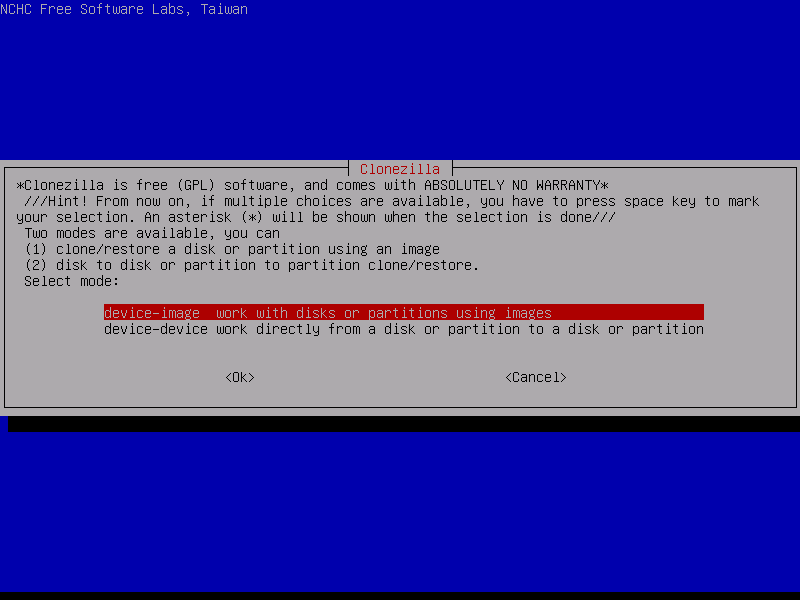 NCHC Free Software Labs, Taiwan
Clonezilla
*Clonezilla is free (GPL) software, and comes with ABSOLUTELY NO WARRANTY*
///Hint! From now on, if multiple choices are available, you have to press space key to mark
your selection. An asterisk (*) will be shown when the selection is done///
Two modes are available, you can
(1) clone/restore a disk or partition using an image
(2) disk to disk or partition to partition clone/restore.
Select mode:
device-image  work with disks or partitions using images
device-device work directly from a disk or partition to a disk or partition
<Ok> <Cancel>